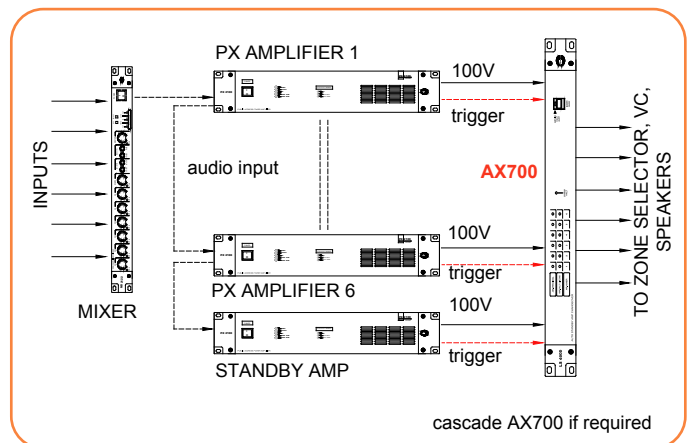 PX AMPLIFIER 1
100V
trigger
INPUTS
audio input
AX700
TO ZONE SELECTOR, VC,
SPEAKERS
100V
trigger
PX AMPLIFIER 6
MIXER
100V
trigger
STANDBY AMP
cascade AX700 if required